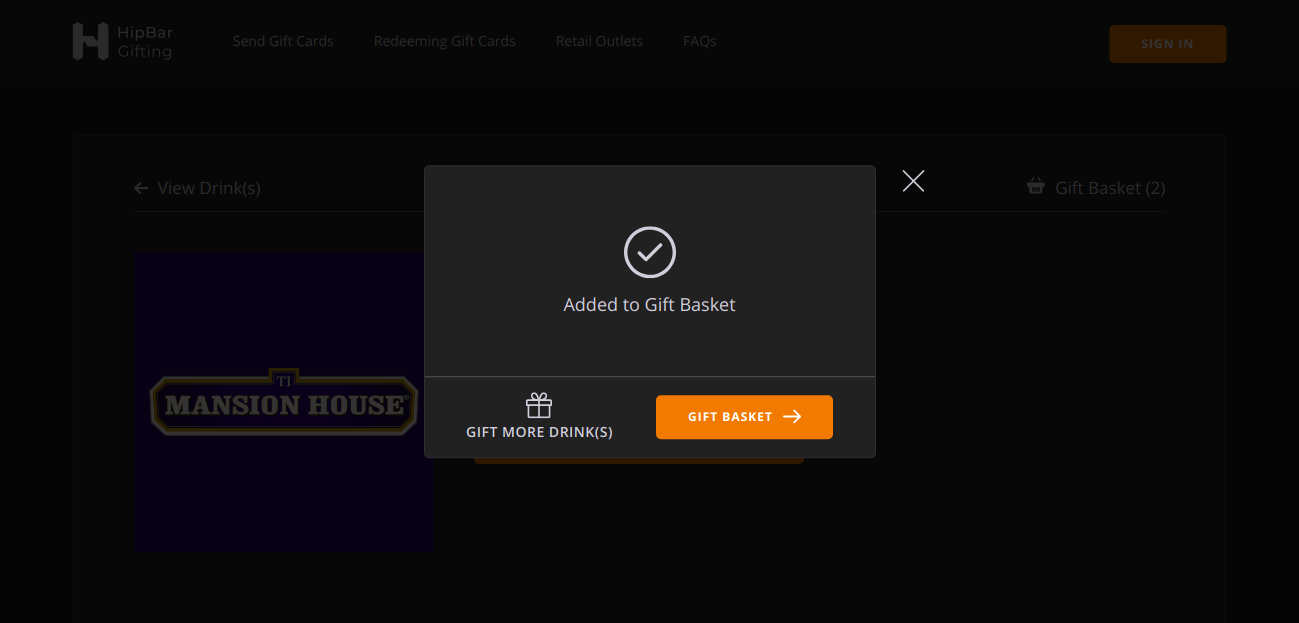 HipBar
Gifting
Send Gift Cards
Redeeming Gift Cards
Retail Outlets
FAQs
SIGN IN
View Drink(s)
Gift Basket (2)
TI
MANSION HOUSE®
Added to Gift Basket
GIFT MORE DRINK(S)
GIFT BASKET